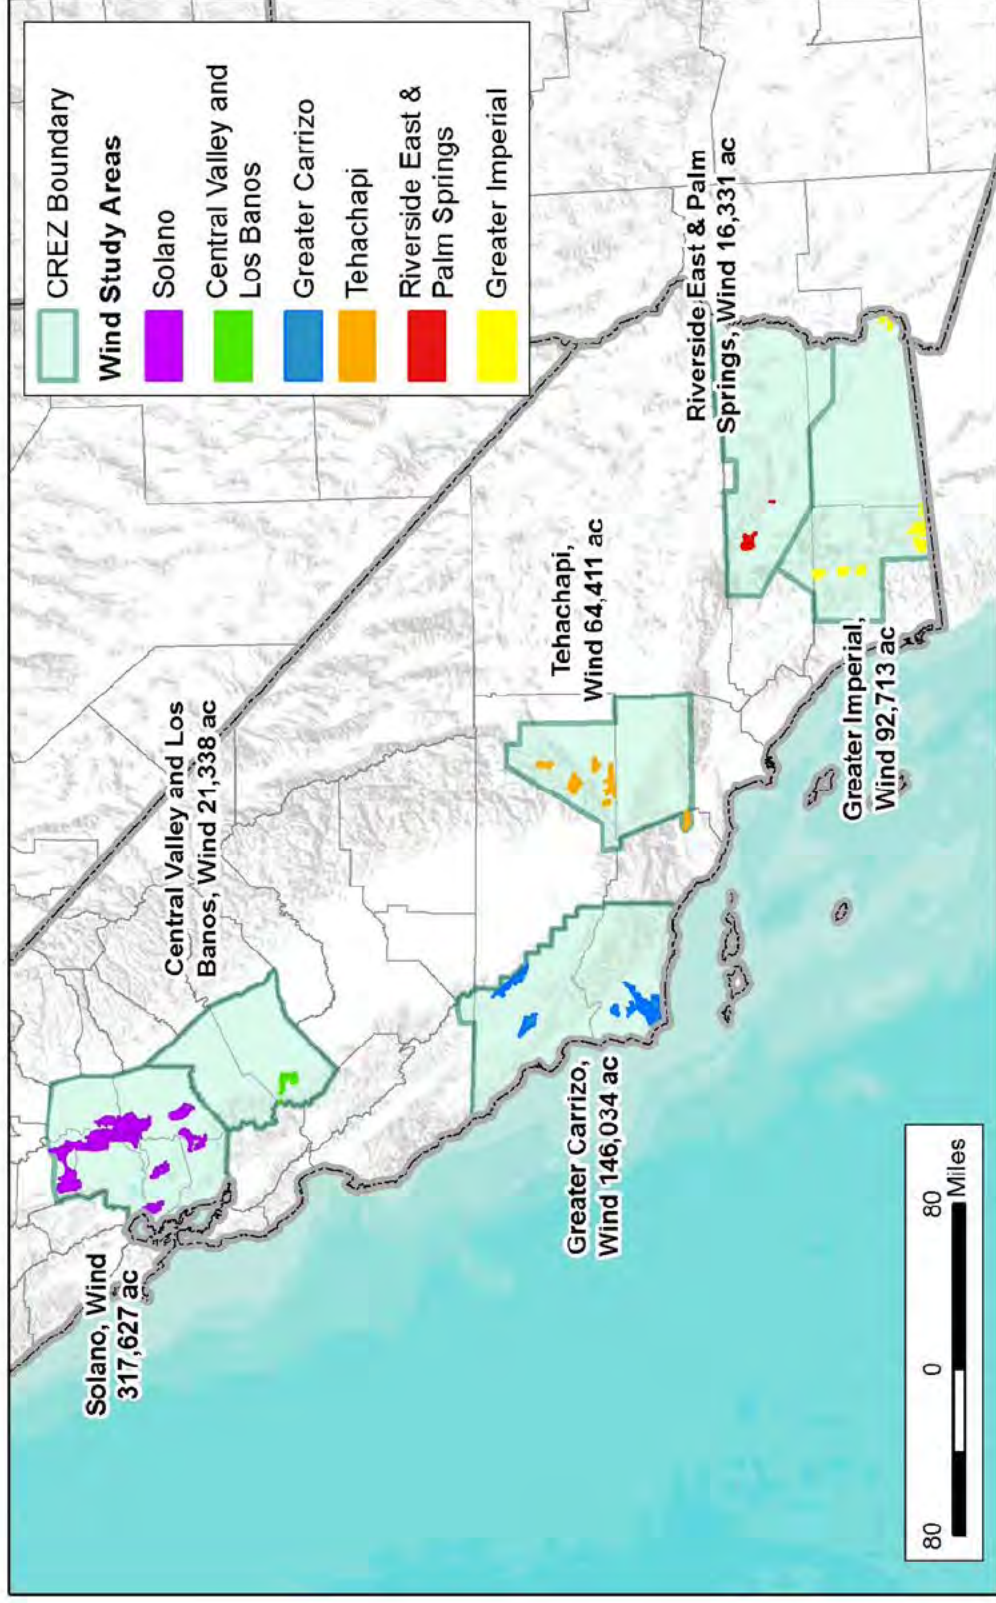 CREZ Boundary
Wind Study Areas
Solano
Central Valley and
Los Banos
Greater Carrizo
Tehachapi
Riverside East &
Palm Springs
Greater Imperial
Solano, Wind
317,627 ac
Central Valley and Los
Banos, Wind 21,338 ac
Greater Carrizo,
Wind 146,034 ac
Tehachapi,
Wind 64,411 ac
Riverside East & Palm
Springs, Wind 16,331 ac
Greater Imperial,
Wind 92,713 ac
80 0 80
Miles